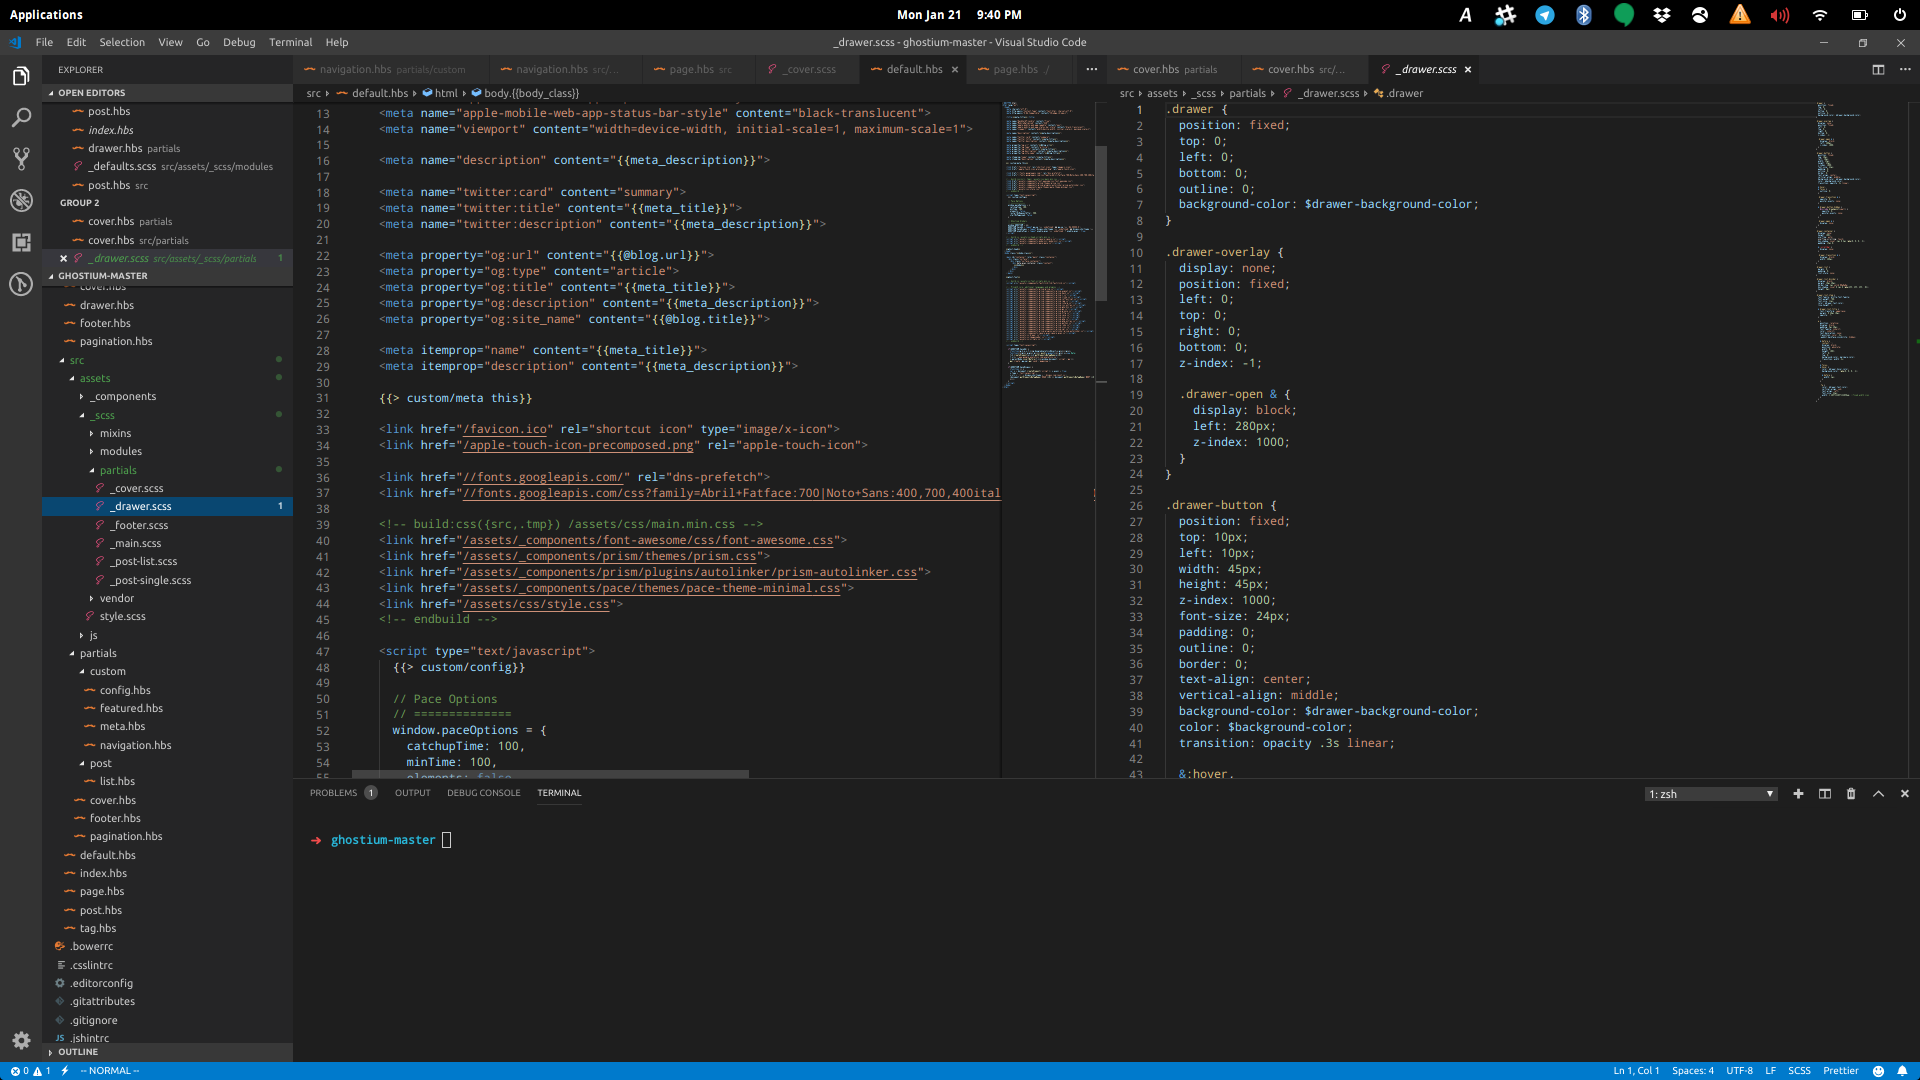 Applications
Mon Jan 21 9:40 PM
File Edit Selection View Go Debug Terminal Help
_drawer.scss - ghostium-master - Visual Studio Code
EXPLORER
OPEN EDITORS
post.hbs
index.hbs
drawer.hbs partials
_defaults.scss src/assets/_scss/modules
post.hbs src
GROUP 2
cover.hbs partials
cover.hbs src/partials
_drawer.scss src/assets/_scss/partials 1
GHOSTIUM-MASTER
cover.hbs
drawer.hbs
footer.hbs
pagination.hbs
src
assets
_components
_scss
mixins
modules
partials
_cover.scss
_drawer.scss 1
_footer.scss
_main.scss
_post-list.scss
_post-single.scss
vendor
style.scss
js
partials
custom
config.hbs
featured.hbs
meta.hbs
navigation.hbs
post
list.hbs
cover.hbs
footer.hbs
pagination.hbs
default.hbs
index.hbs
page.hbs
post.hbs
tag.hbs
.bowerrc
.csslintrc
.editorconfig
.gitattributes
.gitignore
JS .jshintrc
OUTLINE
navigation.hbs partials/custom
navigation.hbs src/...
page.hbs src
_cover.scss
default.hbs
page.hbs ./
src default.hbs html body.{{body_class}}
13 <meta name="apple-mobile-web-app-status-bar-style" content="black-translucent">
14 <meta name="viewport" content="width=device-width, initial-scale=1, maximum-scale=1">
15
16 <meta name="description" content="{{meta_description}}">
17
18 <meta name="twitter:card" content="summary">
19 <meta name="twitter:title" content="{{meta_title}}">
20 <meta name="twitter:description" content="{{meta_description}}">
21
22 <meta property="og:url" content="{{@blog.url}}">
23 <meta property="og:type" content="article">
24 <meta property="og:title" content="{{meta_title}}">
25 <meta property="og:description" content="{{meta_description}}">
26 <meta property="og:site_name" content="{{@blog.title}}">
27
28 <meta itemprop="name" content="{{meta_title}}">
29 <meta itemprop="description" content="{{meta_description}}">
30
31 {{> custom/meta this}}
32
33 <link href="/favicon.ico" rel="shortcut icon" type="image/x-icon">
34 <link href="/apple-touch-icon-precomposed.png" rel="apple-touch-icon">
35
36 <link href="//fonts.googleapis.com/" rel="dns-prefetch">
37 <link href="//fonts.googleapis.com/css?family=Abril+Fatface:700|Noto+Sans:400,700,400ital
38
39 <!-- build:css({src,.tmp}) /assets/css/main.min.css -->
40 <link href="/assets/_components/font-awesome/css/font-awesome.css">
41 <link href="/assets/_components/prism/themes/prism.css">
42 <link href="/assets/_components/prism/plugins/autolinker/prism-autolinker.css">
43 <link href="/assets/_components/pace/themes/pace-theme-minimal.css">
44 <link href="/assets/css/style.css">
45 <!-- endbuild -->
46
47 <script type="text/javascript">
48 {{> custom/config}}
49
50 // Pace Options
51 // ==============
52 window.paceOptions = {
53 catchupTime: 100,
54 minTime: 100,
55 elements: false
cover.hbs partials
cover.hbs src/...
_drawer.scss
src assets _scss partials _drawer.scss .drawer
1 .drawer {
2 position: fixed;
3 top: 0;
4 left: 0;
5 bottom: 0;
6 outline: 0;
7 background-color: $drawer-background-color;
8 }
9
10 .drawer-overlay {
11 display: none;
12 position: fixed;
13 left: 0;
14 top: 0;
15 right: 0;
16 bottom: 0;
17 z-index: -1;
18
19 .drawer-open & {
20 display: block;
21 left: 280px;
22 z-index: 1000;
23 }
24 }
25
26 .drawer-button {
27 position: fixed;
28 top: 10px;
29 left: 10px;
30 width: 45px;
31 height: 45px;
32 z-index: 1000;
33 font-size: 24px;
34 padding: 0;
35 outline: 0;
36 border: 0;
37 text-align: center;
38 vertical-align: middle;
39 background-color: $drawer-background-color;
40 color: $background-color;
41 transition: opacity .3s linear;
42
43 &:hover,
PROBLEMS 1 OUTPUT DEBUG CONSOLE TERMINAL
1: zsh
➜ ghostium-master
0 1 -- NORMAL --
Ln 1, Col 1 Spaces: 4 UTF-8 LF SCSS Prettier